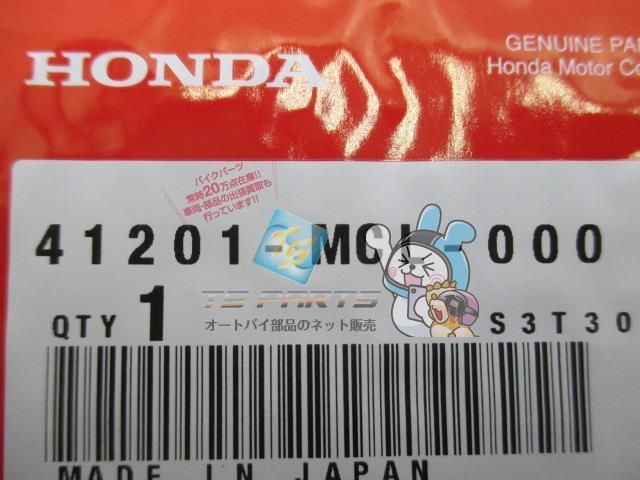 HONDA
GENUINE PA
Honda Motor Co
バイクパーツ
常時20万点在庫!!
車両・部品の出張買取も
行っています!!
41201- -000
TS
TS PARTS
QTY 1
オートバイ部品のネット販売
S3T30
MADE IN JAPAN